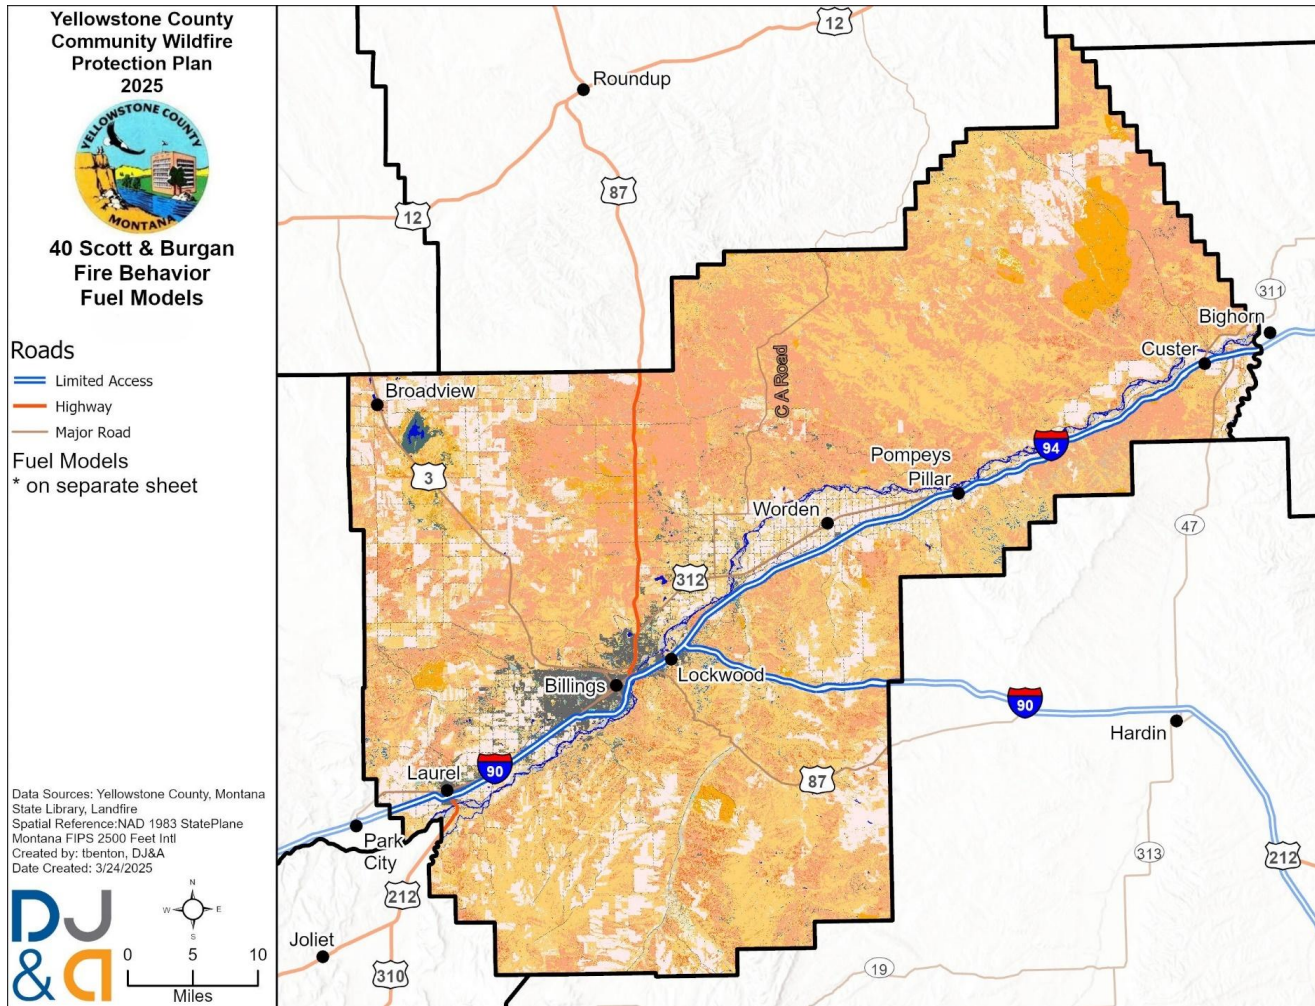 Yellowstone County
Community Wildfire
Protection Plan
2025
YELLOWSTONE COUNTY
MONTANA
40 Scott & Burgan
Fire Behavior
Fuel Models
Roads
Limited Access
Highway
Major Road
Fuel Models
* on separate sheet
Data Sources: Yellowstone County, Montana
State Library, Landfire
Spatial Reference:NAD 1983 StatePlane
Montana FIPS 2500 Feet Intl
Created by: tbenton, DJ&A
Date Created: 3/24/2025
DJ
&a
N
W E
S
0 5 10
Miles
12
Roundup
87
12
311
Bighorn
Custer
C A Road
Broadview
3
94
Pompeys
Pillar
Worden
47
312
Lockwood
Billings
90
Hardin
Laurel
90
87
Park
City
313
212
212
Joliet
310
19